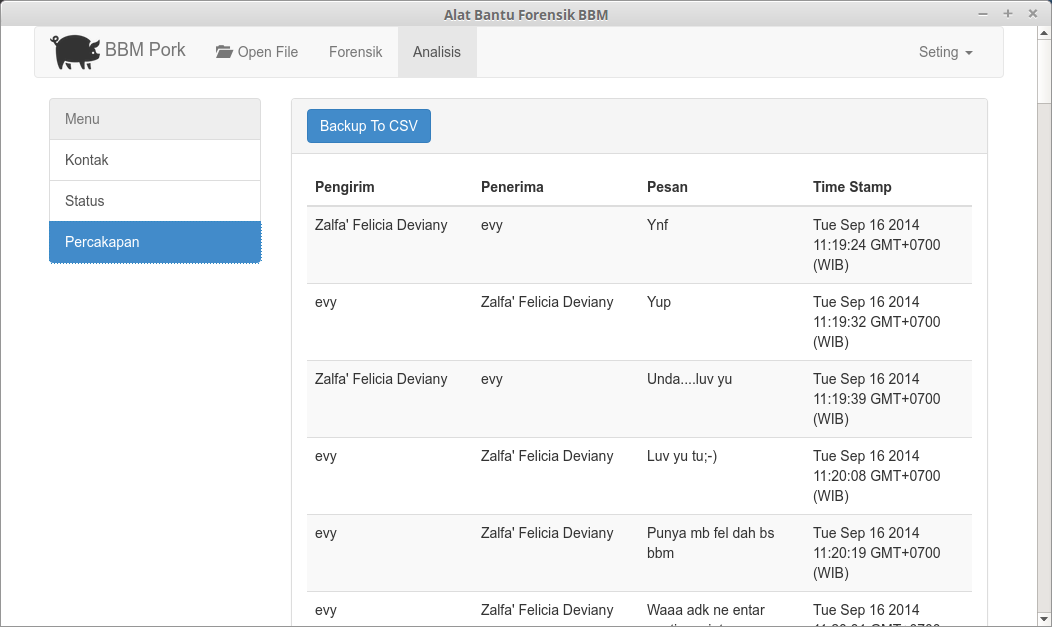 Alat Bantu Forensik BBM
BBM Pork Open File Forensik Analisis Seting
Menu
Kontak
Status
Percakapan
Backup To CSV
Pengirim Penerima Pesan Time Stamp
Zalfa' Felicia Deviany evy Ynf Tue Sep 16 2014
11:19:24 GMT+0700
(WIB)
evy Zalfa' Felicia Deviany Yup Tue Sep 16 2014
11:19:32 GMT+0700
(WIB)
Zalfa' Felicia Deviany evy Unda....luv yu Tue Sep 16 2014
11:19:39 GMT+0700
(WIB)
evy Zalfa' Felicia Deviany Luv yu tu;-) Tue Sep 16 2014
11:20:08 GMT+0700
(WIB)
evy Zalfa' Felicia Deviany Punya mb fel dah bs Tue Sep 16 2014
bbm 11:20:19 GMT+0700
(WIB)
evy Zalfa' Felicia Deviany Waaa adk ne entar Tue Sep 16 2014